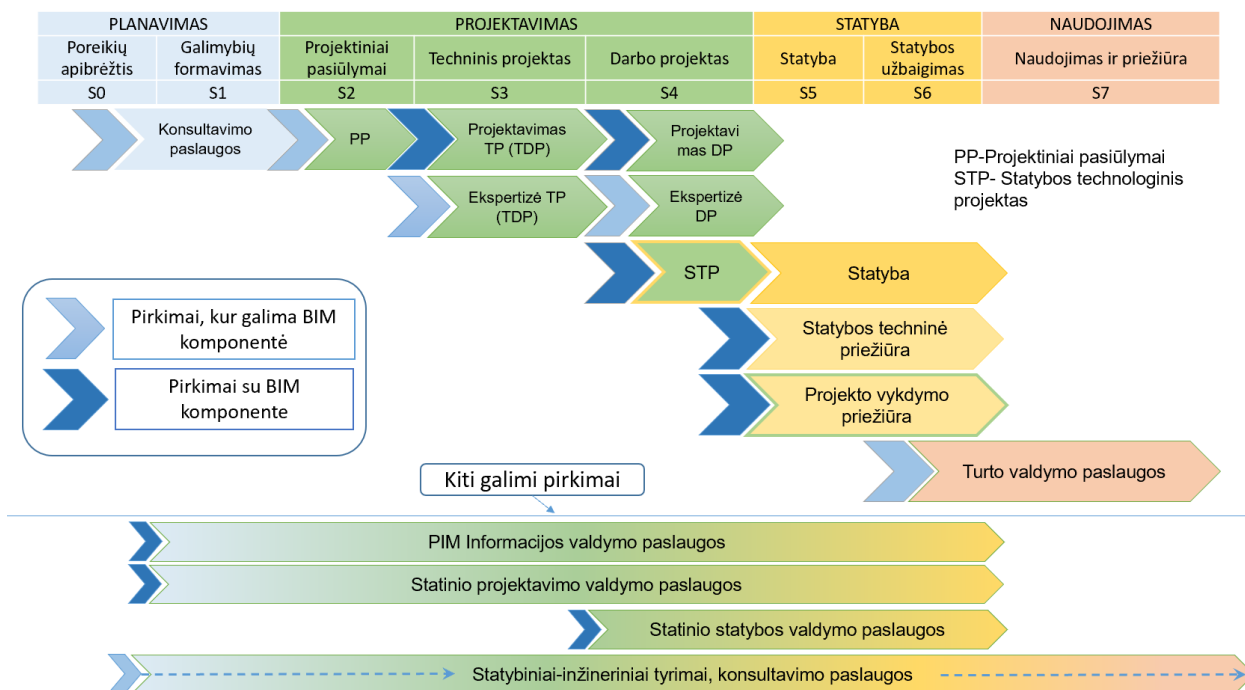 PLANAVIMAS
PROJEKTAVIMAS
STATYBA
NAUDOJIMAS
Poreikių
apibrėžtis
Galimybių
formavimas
Projektiniai
pasiūlymai
Techninis projektas
Darbo projektas
Statyba
Statybos
užbaigimas
Naudojimas ir priežiūra
S0
S1
S2
S3
S4
S5
S6
S7
Konsultavimo
paslaugos
PP
Projektavimas
TP (TDP)
Projektavi
mas DP
PP-Projektiniai pasiūlymai
STP- Statybos technologinis
projektas
Ekspertizė TP
(TDP)
Ekspertizė
DP
STP
Statyba
Pirkimai, kur galima BIM
komponentė
Pirkimai su BIM
komponente
Statybos techninė
priežiūra
Projekto vykdymo
priežiūra
Turto valdymo paslaugos
Kiti galimi pirkimai
PIM Informacijos valdymo paslaugos
Statinio projektavimo valdymo paslaugos
Statinio statybos valdymo paslaugos
Statybiniai-inžineriniai tyrimai, konsultavimo paslaugos